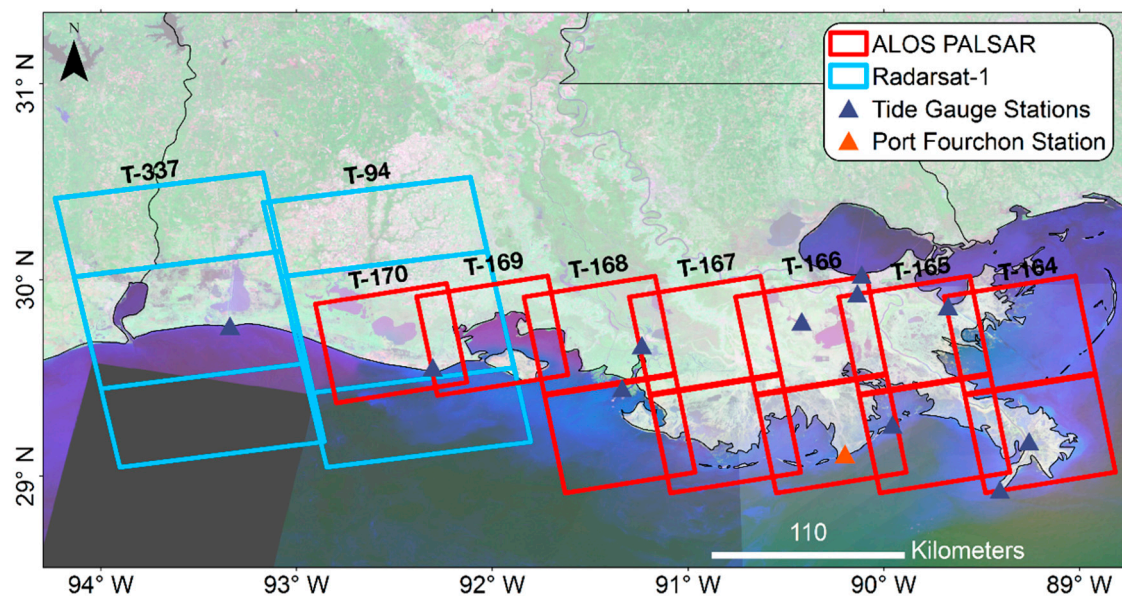 N
ALOS PALSAR
Radarsat-1
Tide Gauge Stations
Port Fourchon Station
31° N
30° N
29° N
T-337
T-94
T-170
T-169
T-168
T-167
T-166
T-165
T-164
110
Kilometers
94 W
93 W
92 W
91 W
90 W
89 W